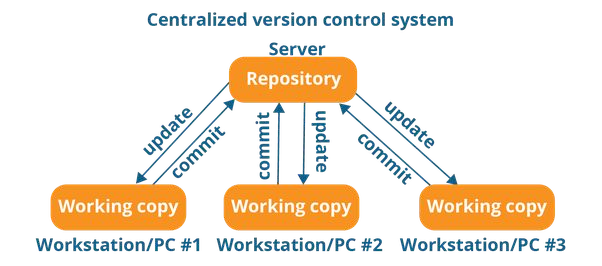 Centralized version control system
Server
Repository
update
commit
commit
update
commit
update
Working copy
Working copy
Working copy
Workstation/PC #1
Workstation/PC #2
Workstation/PC #3